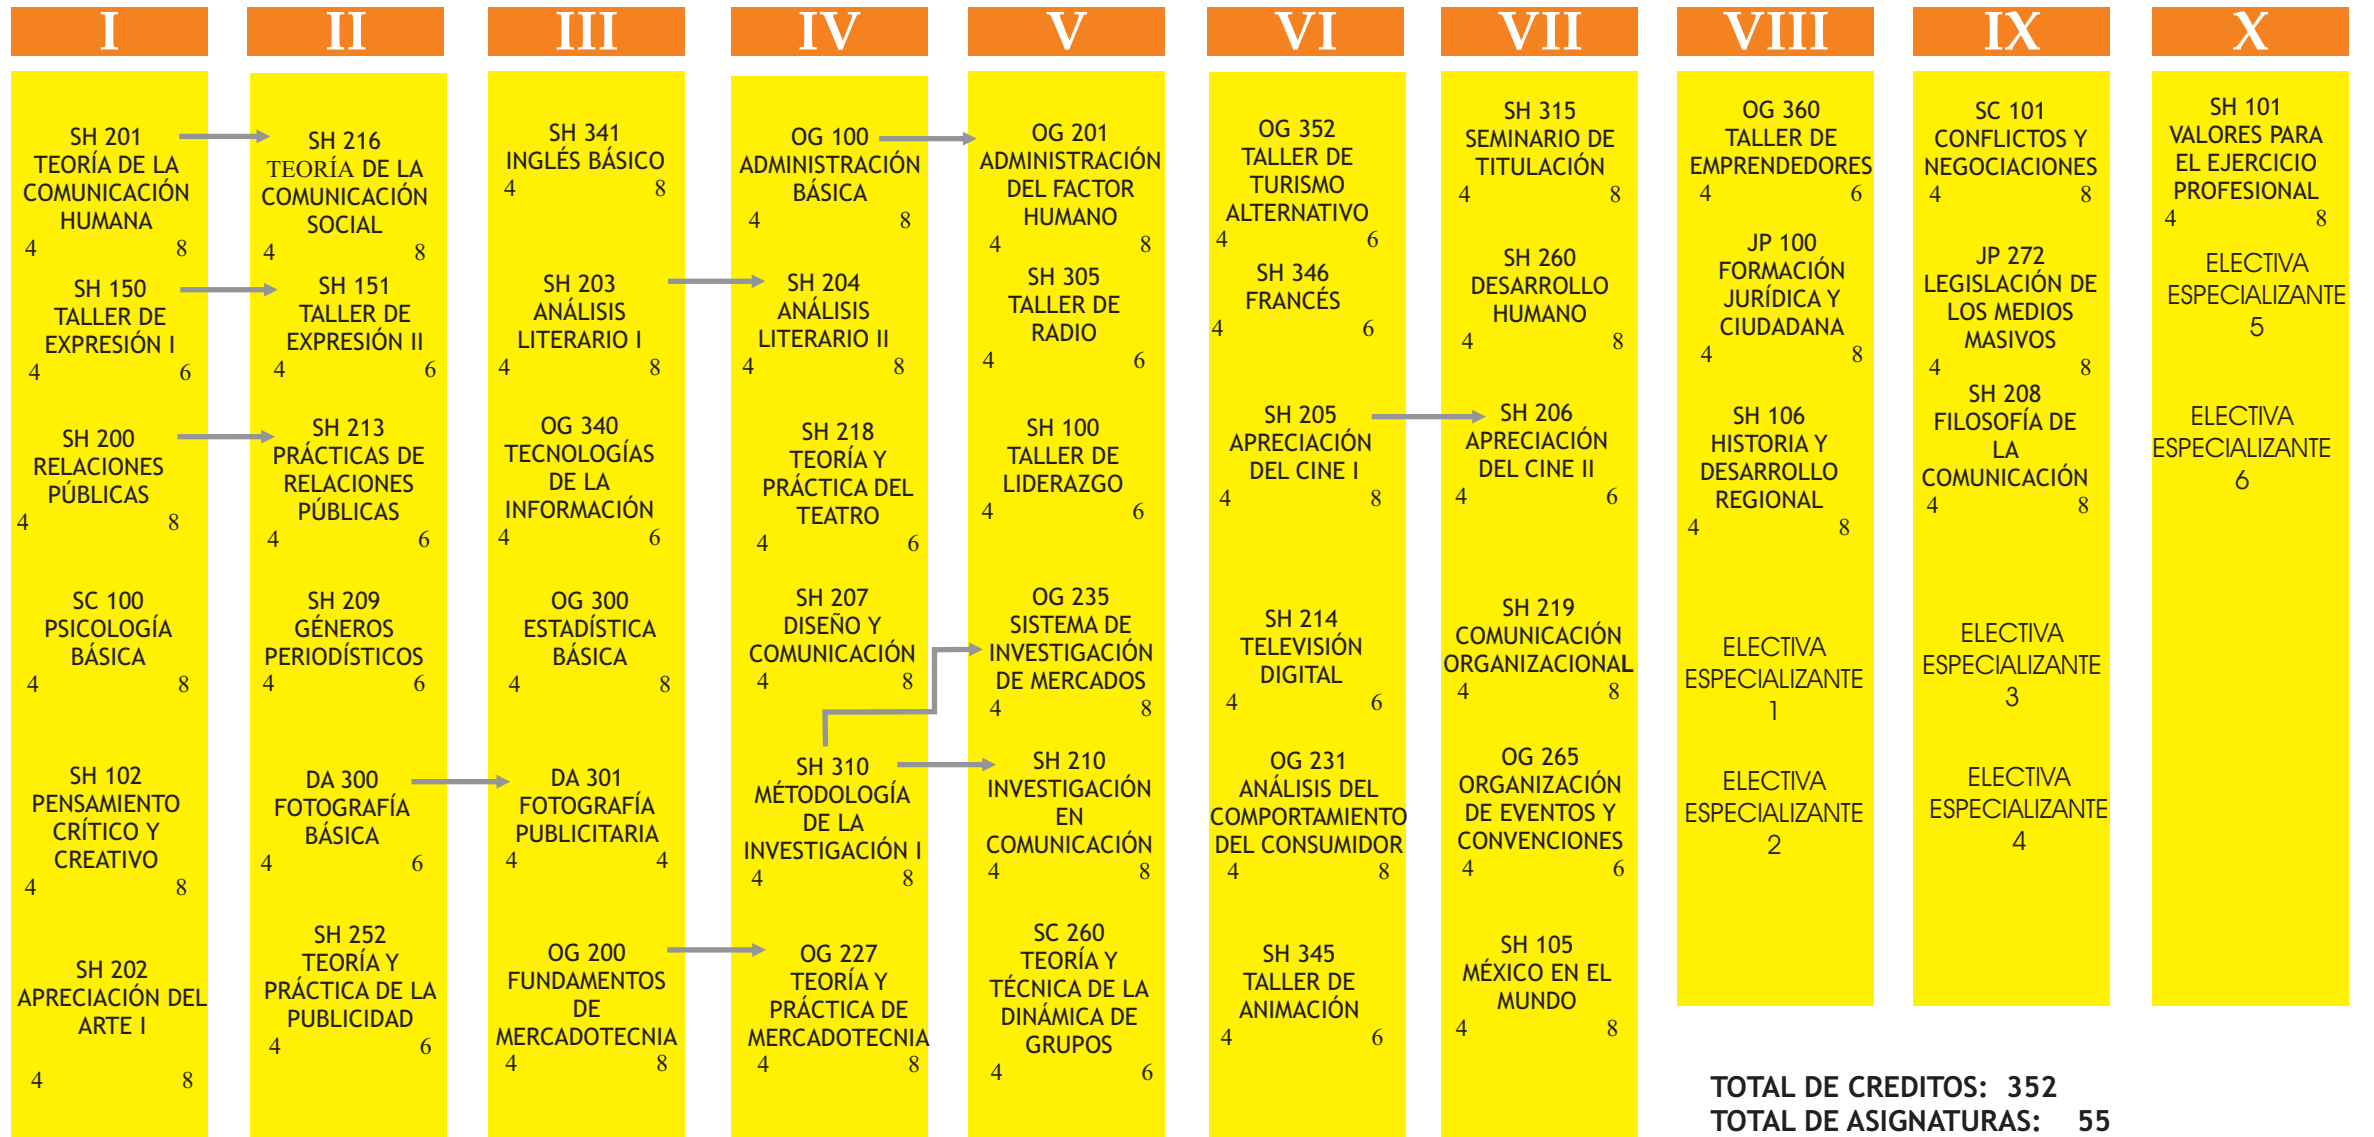 I
II
III
IV
V
VI
VII
VIII
IX
X
SH 201
TEORÍA DE LA
COMUNICACIÓN
HUMANA
4 8
SH 150
TALLER DE
EXPRESIÓN I
4 6
SH 200
RELACIONES
PÚBLICAS
4 8
SC 100
PSICOLOGÍA
BÁSICA
4 8
SH 102
PENSAMIENTO
CRÍTICO Y
CREATIVO
4 8
SH 202
APRECIACIÓN DEL
ARTE I
4 8
SH 216
TEORÍA DE LA
COMUNICACIÓN
SOCIAL
4 8
SH 151
TALLER DE
EXPRESIÓN II
4 6
SH 213
PRÁCTICAS DE
RELACIONES
PÚBLICAS
4 6
SH 209
GÉNEROS
PERIODÍSTICOS
4 6
DA 300
FOTOGRAFÍA
BÁSICA
4 6
SH 252
TEORÍA Y
PRÁCTICA DE LA
PUBLICIDAD
4 6
SH 341
INGLÉS BÁSICO
4 8
SH 203
ANÁLISIS
LITERARIO I
4 8
OG 340
TECNOLOGÍAS
DE LA
INFORMACIÓN
4 6
OG 300
ESTADÍSTICA
BÁSICA
4 8
DA 301
FOTOGRAFÍA
PUBLICITARIA
4 4
OG 200
FUNDAMENTOS
DE
MERCADOTECNIA
4 8
OG 100
ADMINISTRACIÓN
BÁSICA
4 8
SH 204
ANÁLISIS
LITERARIO II
4 8
SH 218
TEORÍA Y
PRÁCTICA DEL
TEATRO
4 6
SH 207
DISEÑO Y
COMUNICACIÓN
4 8
SH 310
MÉTODOLOGÍA
DE LA
INVESTIGACIÓN I
4 8
OG 227
TEORÍA Y
PRÁCTICA DE
MERCADOTECNIA
4 8
OG 201
ADMINISTRACIÓN
DEL FACTOR
HUMANO
4 8
SH 305
TALLER DE
RADIO
4 6
SH 100
TALLER DE
LIDERAZGO
4 6
OG 235
SISTEMA DE
INVESTIGACIÓN
DE MERCADOS
4 8
SH 210
INVESTIGACIÓN
EN
COMUNICACIÓN
4 8
SC 260
TEORÍA Y
TÉCNICA DE LA
DINÁMICA DE
GRUPOS
4 6
OG 352
TALLER DE
TURISMO
ALTERNATIVO
4 6
SH 346
FRANCÉS
4 6
SH 205
APRECIACIÓN
DEL CINE I
4 8
SH 214
TELEVISIÓN
DIGITAL
4 6
OG 231
ANÁLISIS DEL
COMPORTAMIENTO
DEL CONSUMIDOR
4 8
SH 345
TALLER DE
ANIMACIÓN
4 6
SH 315
SEMINARIO DE
TITULACIÓN
4 8
SH 260
DESARROLLO
HUMANO
4 8
SH 206
APRECIACIÓN
DEL CINE II
4 6
SH 219
COMUNICACIÓN
ORGANIZACIONAL
4 8
OG 265
ORGANIZACIÓN
DE EVENTOS Y
CONVENCIONES
4 6
SH 105
MÉXICO EN EL
MUNDO
4 8
OG 360
TALLER DE
EMPRENDEDORES
4 6
JP 100
FORMACIÓN
JURÍDICA Y
CIUDADANA
4 8
SH 106
HISTORIA Y
DESARROLLO
REGIONAL
4 8
ELECTIVA
ESPECIALIZANTE
1
ELECTIVA
ESPECIALIZANTE
2
SC 101
CONFLICTOS Y
NEGOCIACIONES
4 8
JP 272
LEGISLACIÓN DE
LOS MEDIOS
MASIVOS
4 8
SH 208
FILOSOFÍA DE
LA
COMUNICACIÓN
4 8
ELECTIVA
ESPECIALIZANTE
3
ELECTIVA
ESPECIALIZANTE
4
SH 101
VALORES PARA
EL EJERCICIO
PROFESIONAL
4 8
ELECTIVA
ESPECIALIZANTE
5
ELECTIVA
ESPECIALIZANTE
6
TOTAL DE CREDITOS: 352
TOTAL DE ASIGNATURAS: 55